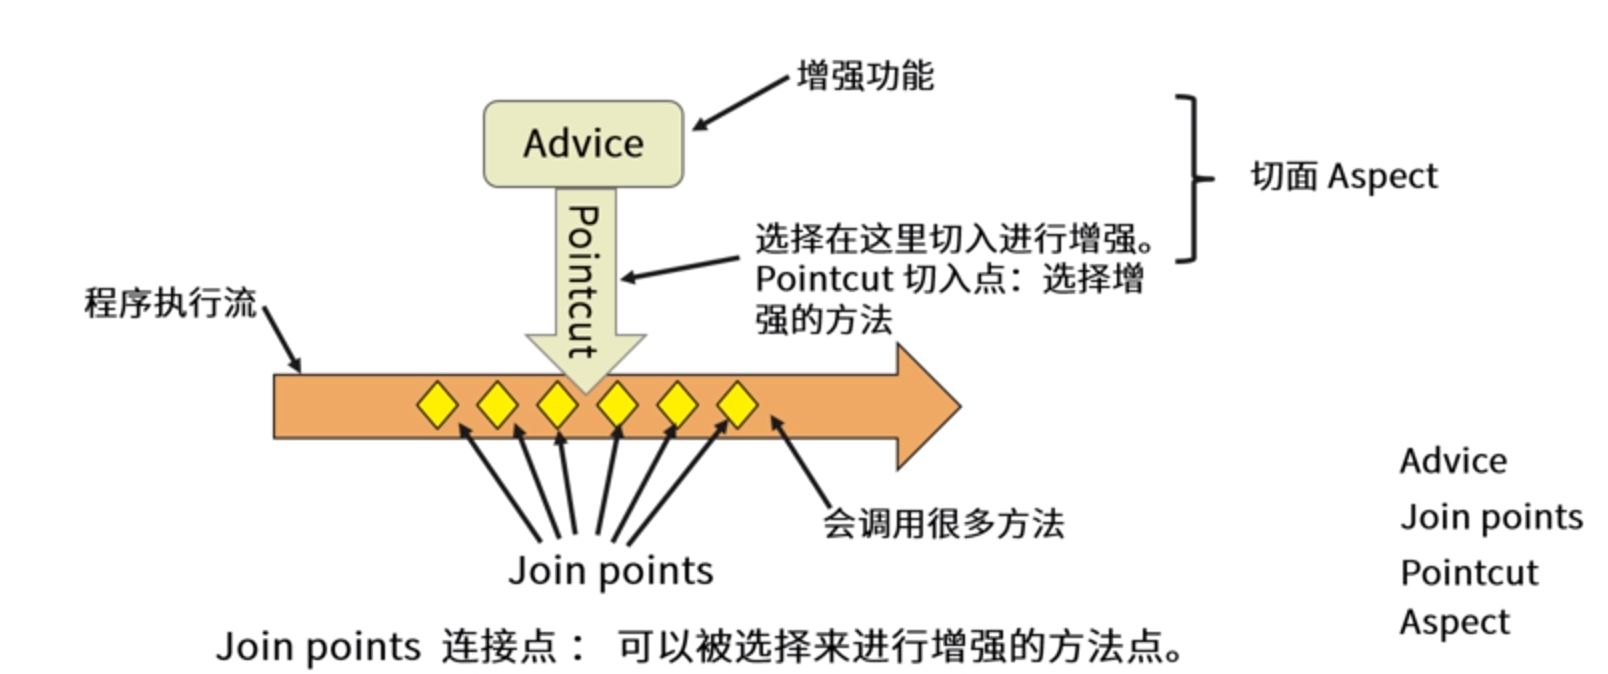 增强功能
Advice
切面 Aspect
Pointcut
选择在这里切入进行增强。
Pointcut 切入点：选择增
强的方法
程序执行流
会调用很多方法
Join points
Join points 连接点： 可以被选择来进行增强的方法点。
Advice
Join points
Pointcut
Aspect